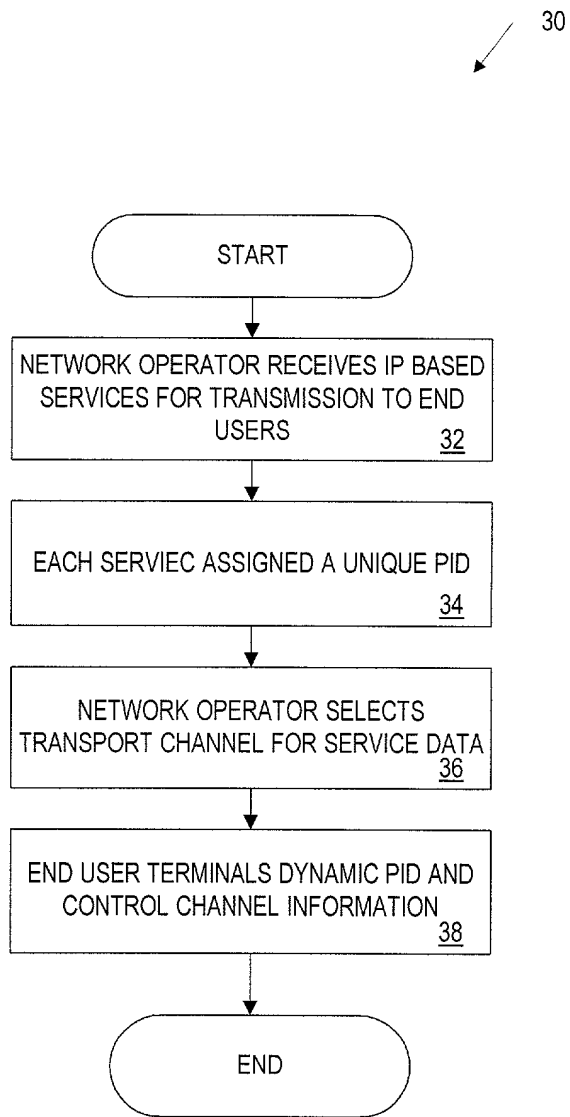 30
START
NETWORK OPERATOR RECEIVES IP BASED
SERVICES FOR TRANSMISSION TO END
USERS
32
EACH SERVIEC ASSIGNED A UNIQUE PID
34
NETWORK OPERATOR SELECTS
TRANSPORT CHANNEL FOR SERVICE DATA
36
END USER TERMINALS DYNAMIC PID AND
CONTROL CHANNEL INFORMATION
38
END